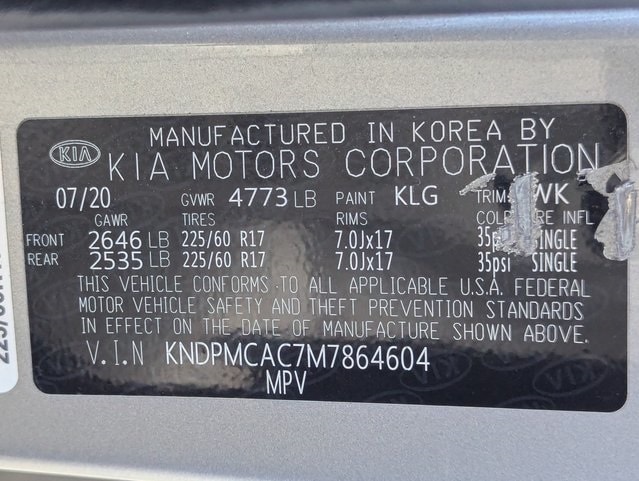 KIA MANUFACTURED IN KOREA BY
KIA MOTORS CORPORATION
07/20 GVWR 4773 LB PAINT KLG TRIM WK
GAWR TIRES RIMS INFL
FRONT 2646 LB 225/60 R17 7.0Jx17 SINGLE
REAR 2535 LB 225/60 R17 7.0Jx17 35psi SINGLE
THIS VEHICLE CONFORMS TO ALL APPLICABLE U.S.A. FEDERAL
MOTOR VEHICLE SAFETY AND THEFT PREVENTION STANDARDS
IN EFFECT ON THE DATE OF MANUFACTURE SHOWN ABOVE.
V.I.N KNDPMCAC7M7864604
MPV